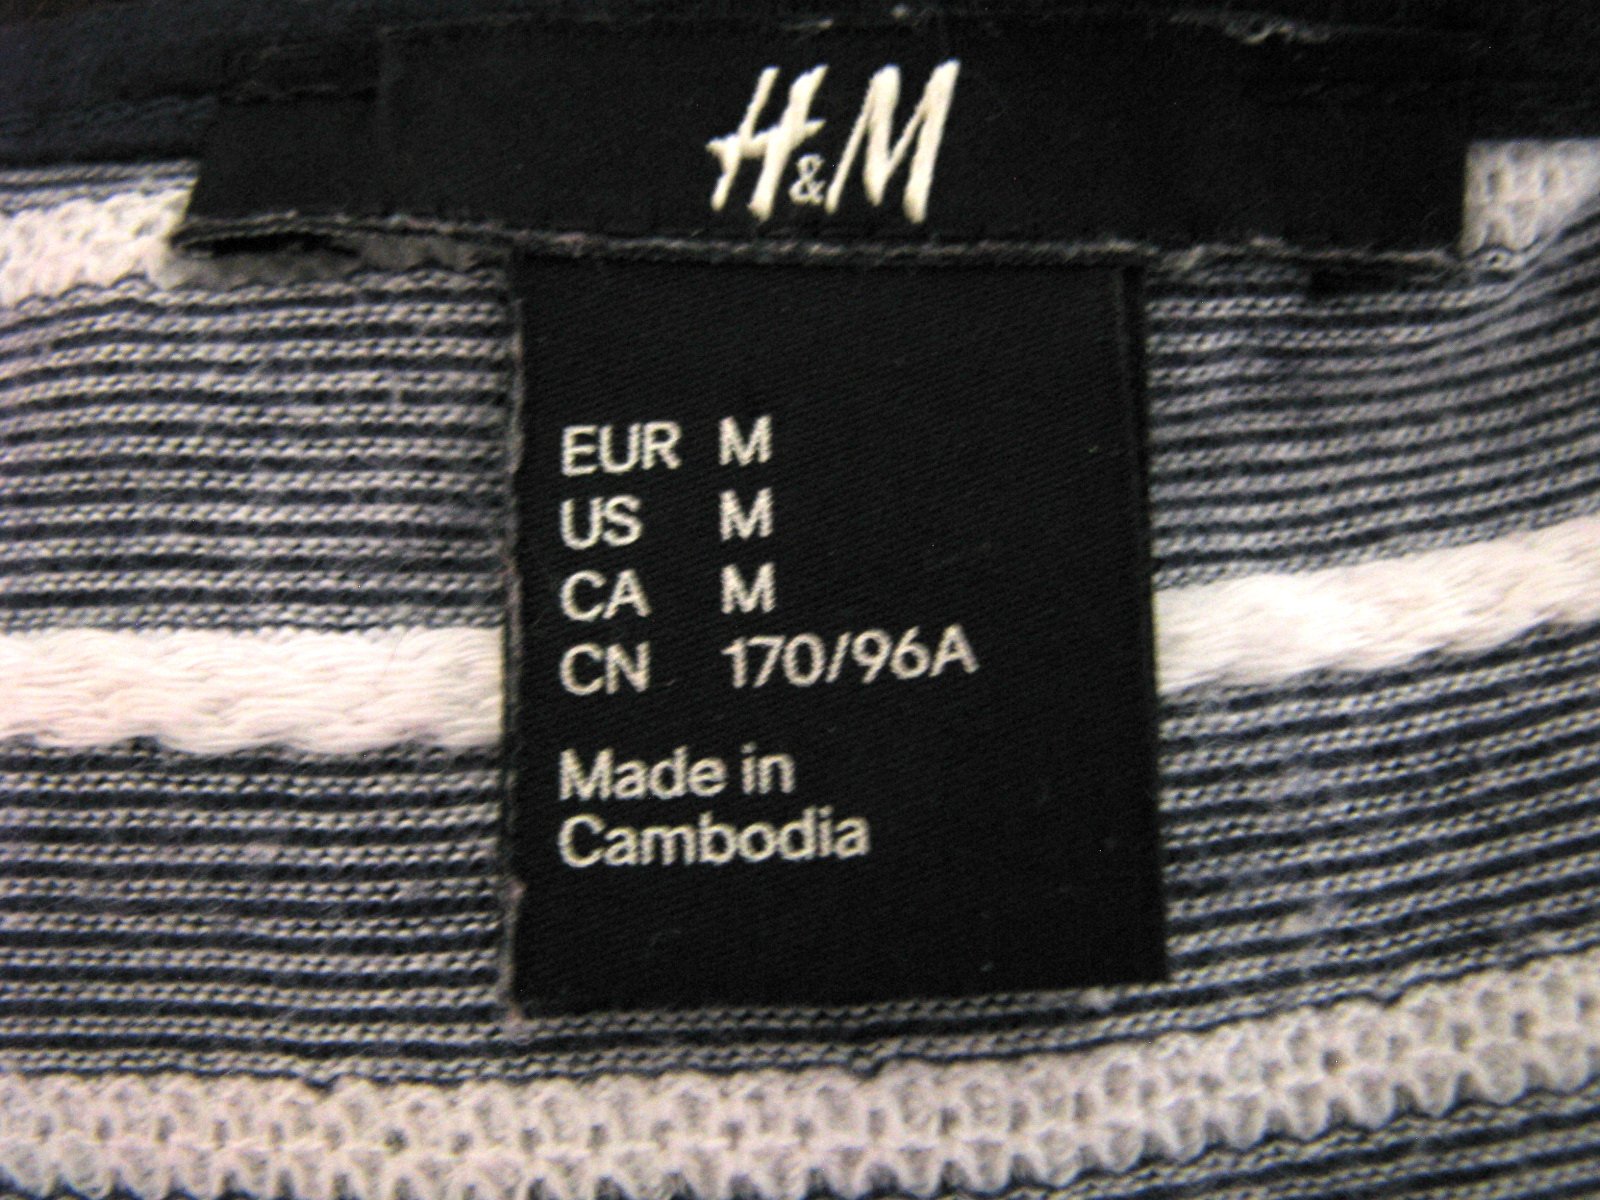 H&M
EUR M
US M
CA M
CN 170/96A
Made in
Cambodia